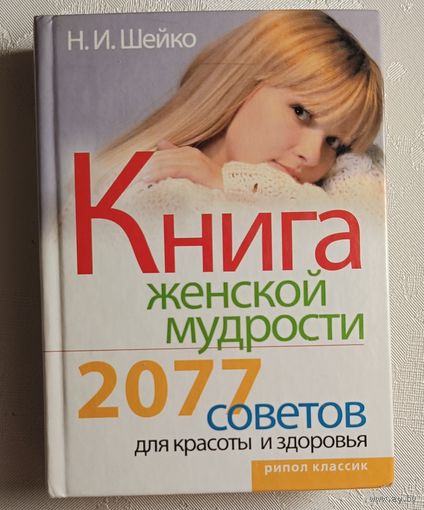 Н. И. Шейко
Книга
женской
мудрости
2077
советов
для красоты и здоровья
рипол классик